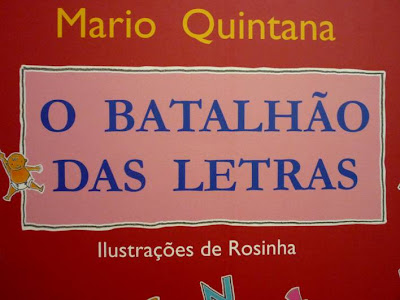 Mario Quintana
O BATALHÃO
DAS LETRAS
Ilustrações de Rosinha
N